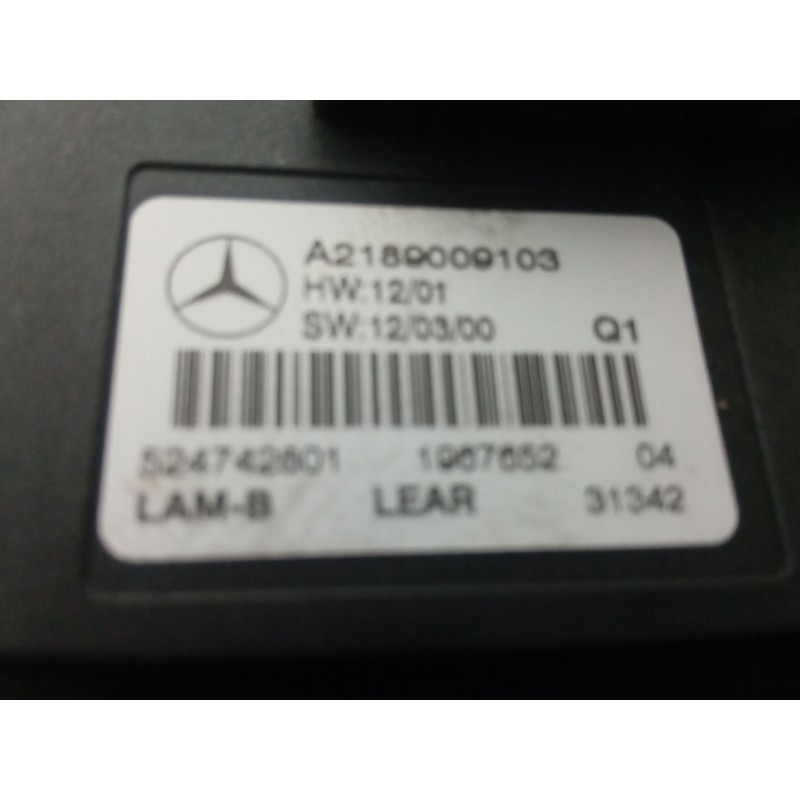 A2189009103
HW:12/01
SW:12/03/00 Q1
524742801 1967652 04
LAM-B LEAR 31342